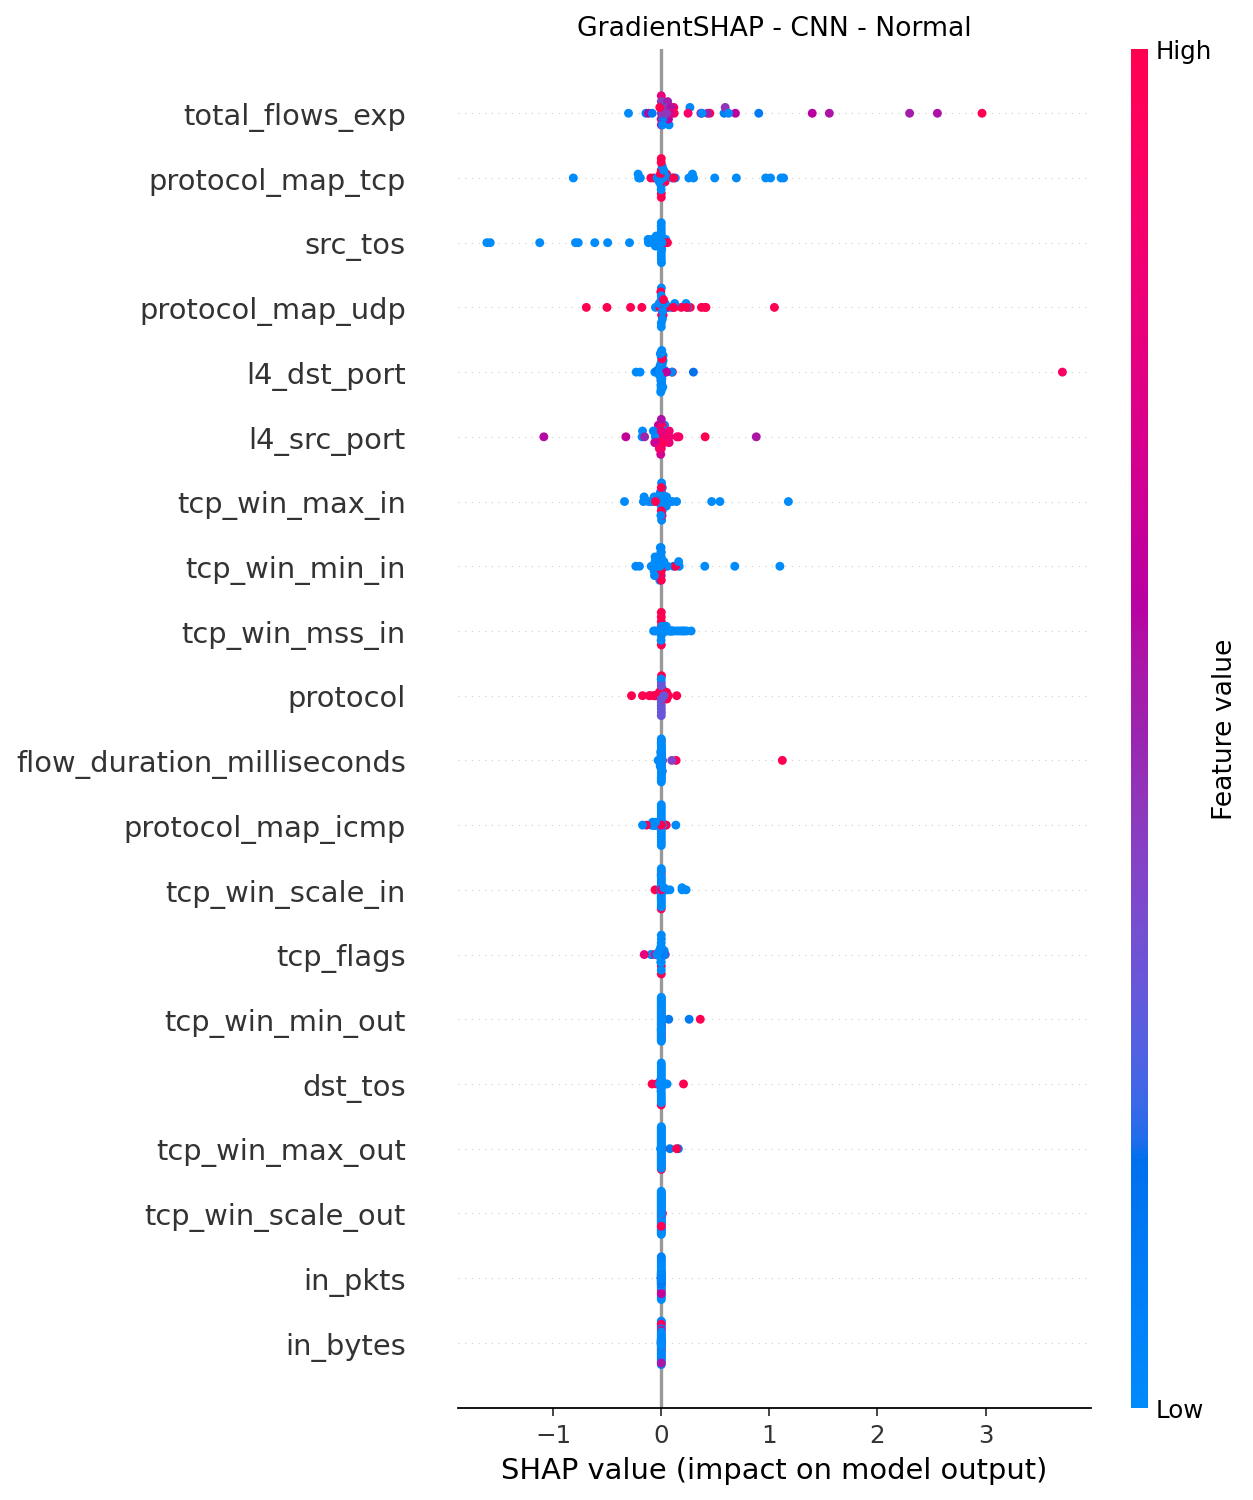 GradientSHAP - CNN - Normal
High
total_flows_exp
protocol_map_tcp
src_tos
protocol_map_udp
l4_dst_port
l4_src_port
tcp_win_max_in
tcp_win_min_in
tcp_win_mss_in
protocol
flow_duration_milliseconds
protocol_map_icmp
tcp_win_scale_in
tcp_flags
tcp_win_min_out
dst_tos
tcp_win_max_out
tcp_win_scale_out
in_pkts
in_bytes
Feature value
Low
−1 0 1 2 3
SHAP value (impact on model output)